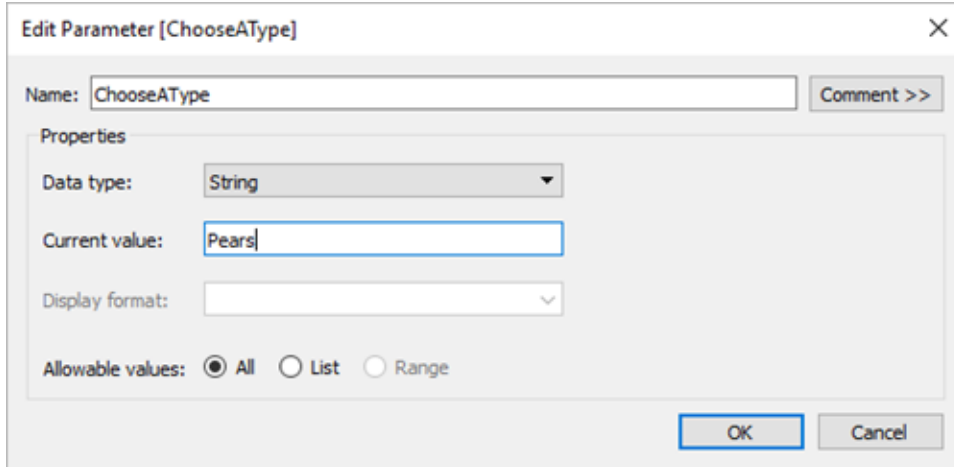 Edit Parameter [ChooseAType]
Name: ChooseAType Comment >>
Properties
Data type: String
Current value: Pears
Display format:
Allowable values: All List Range
OK Cancel